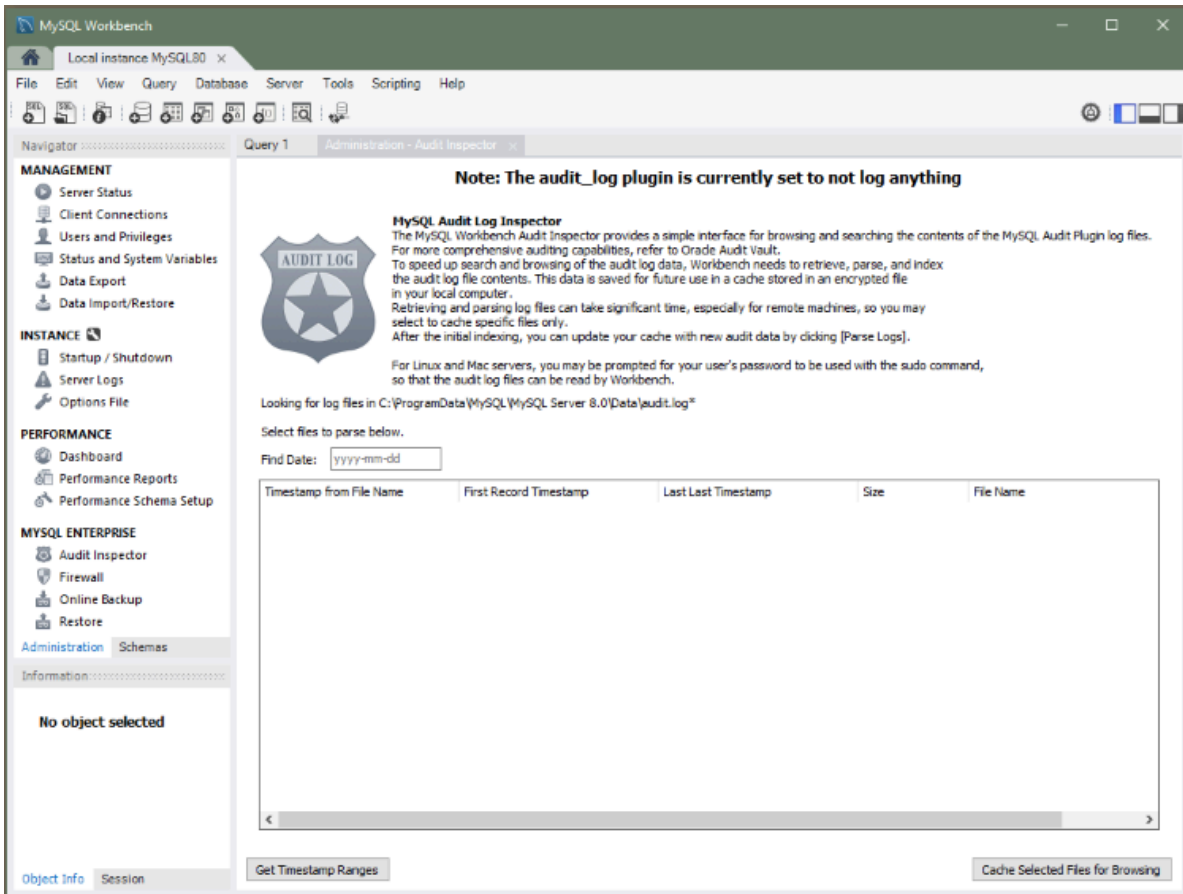 MySQL Workbench
Local instance MySQL80
File Edit View Query Database Server Tools Scripting Help
Navigator
MANAGEMENT
Server Status
Client Connections
Users and Privileges
Status and System Variables
Data Export
Data Import/Restore
INSTANCE
Startup / Shutdown
Server Logs
Options File
PERFORMANCE
Dashboard
Performance Reports
Performance Schema Setup
MYSQL ENTERPRISE
Audit Inspector
Firewall
Online Backup
Restore
Administration Schemas
Information
No object selected
Object Info Session
Query 1 Administration - Audit Inspector
Note: The audit_log plugin is currently set to not log anything
AUDIT LOG
MySQL Audit Log Inspector
The MySQL Workbench Audit Inspector provides a simple interface for browsing and searching the contents of the MySQL Audit Plugin log files.
For more comprehensive auditing capabilities, refer to Oracle Audit Vault.
To speed up search and browsing of the audit log data, Workbench needs to retrieve, parse, and index
the audit log file contents. This data is saved for future use in a cache stored in an encrypted file
in your local computer.
Retrieving and parsing log files can take significant time, especially for remote machines, so you may
select to cache specific files only.
After the initial indexing, you can update your cache with new audit data by clicking [Parse Logs].
For Linux and Mac servers, you may be prompted for your user's password to be used with the sudo command,
so that the audit log files can be read by Workbench.
Looking for log files in C:\ProgramData\MySQL\MySQL Server 8.0\Data\audit.log*
Select files to parse below.
Find Date: yyyy-mm-dd
Timestamp from File Name First Record Timestamp Last Last Timestamp Size File Name
Get Timestamp Ranges Cache Selected Files for Browsing